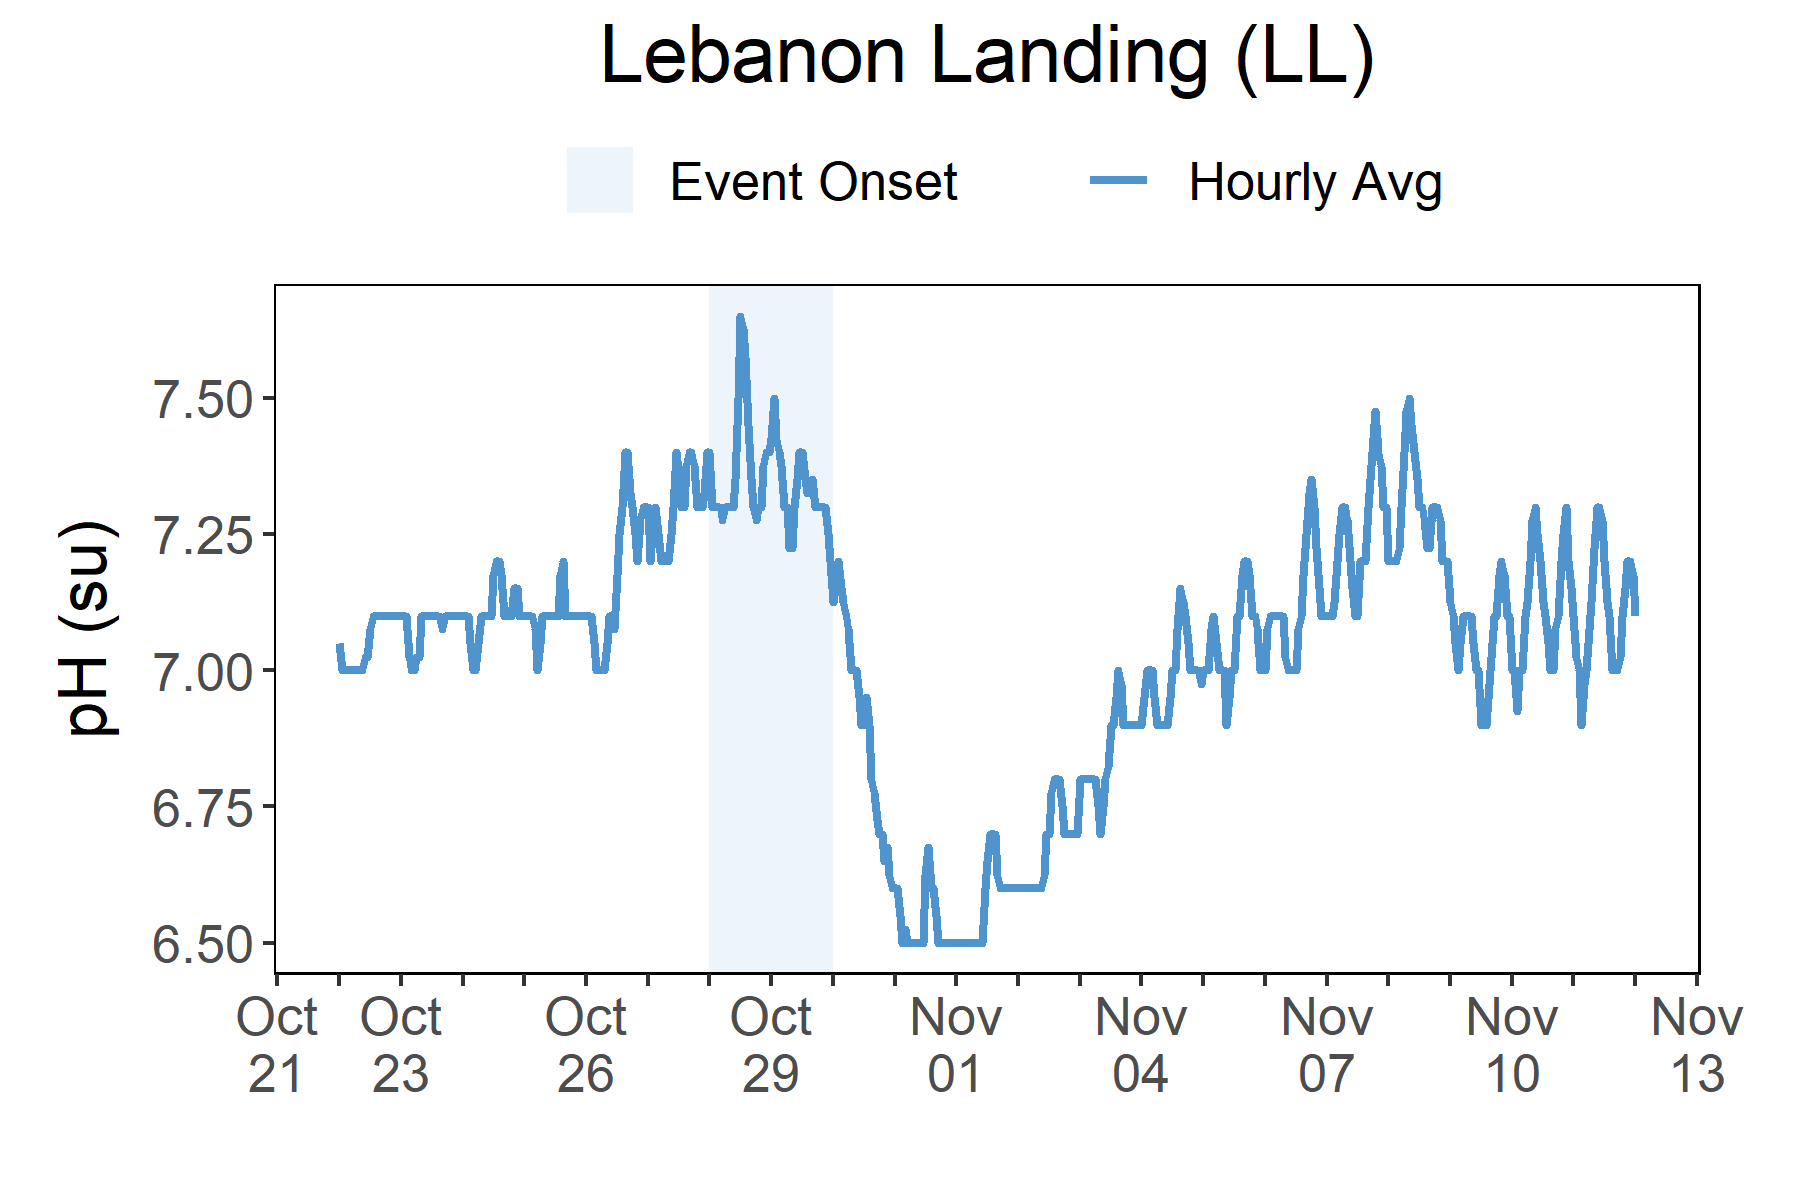 Lebanon Landing (LL)
Event Onset
Hourly Avg
pH (su)
7.50
7.25
7.00
6.75
6.50
Oct Oct Oct Oct Nov Nov Nov Nov Nov
21 23 26 29 01 04 07 10 13